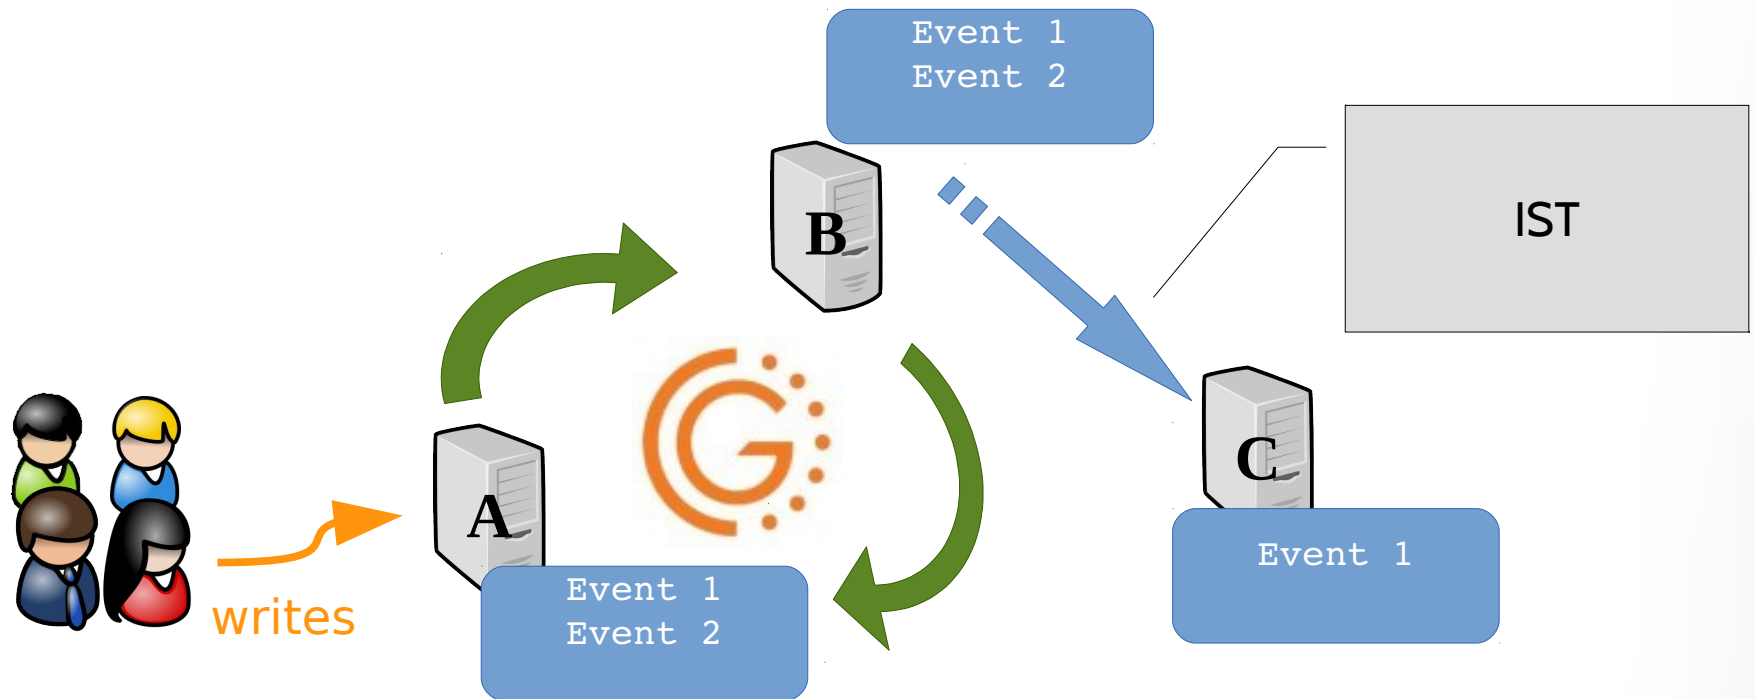 Event 1
Event 2
IST
B
C
A
Event 1
writes
Event 1
Event 2
G